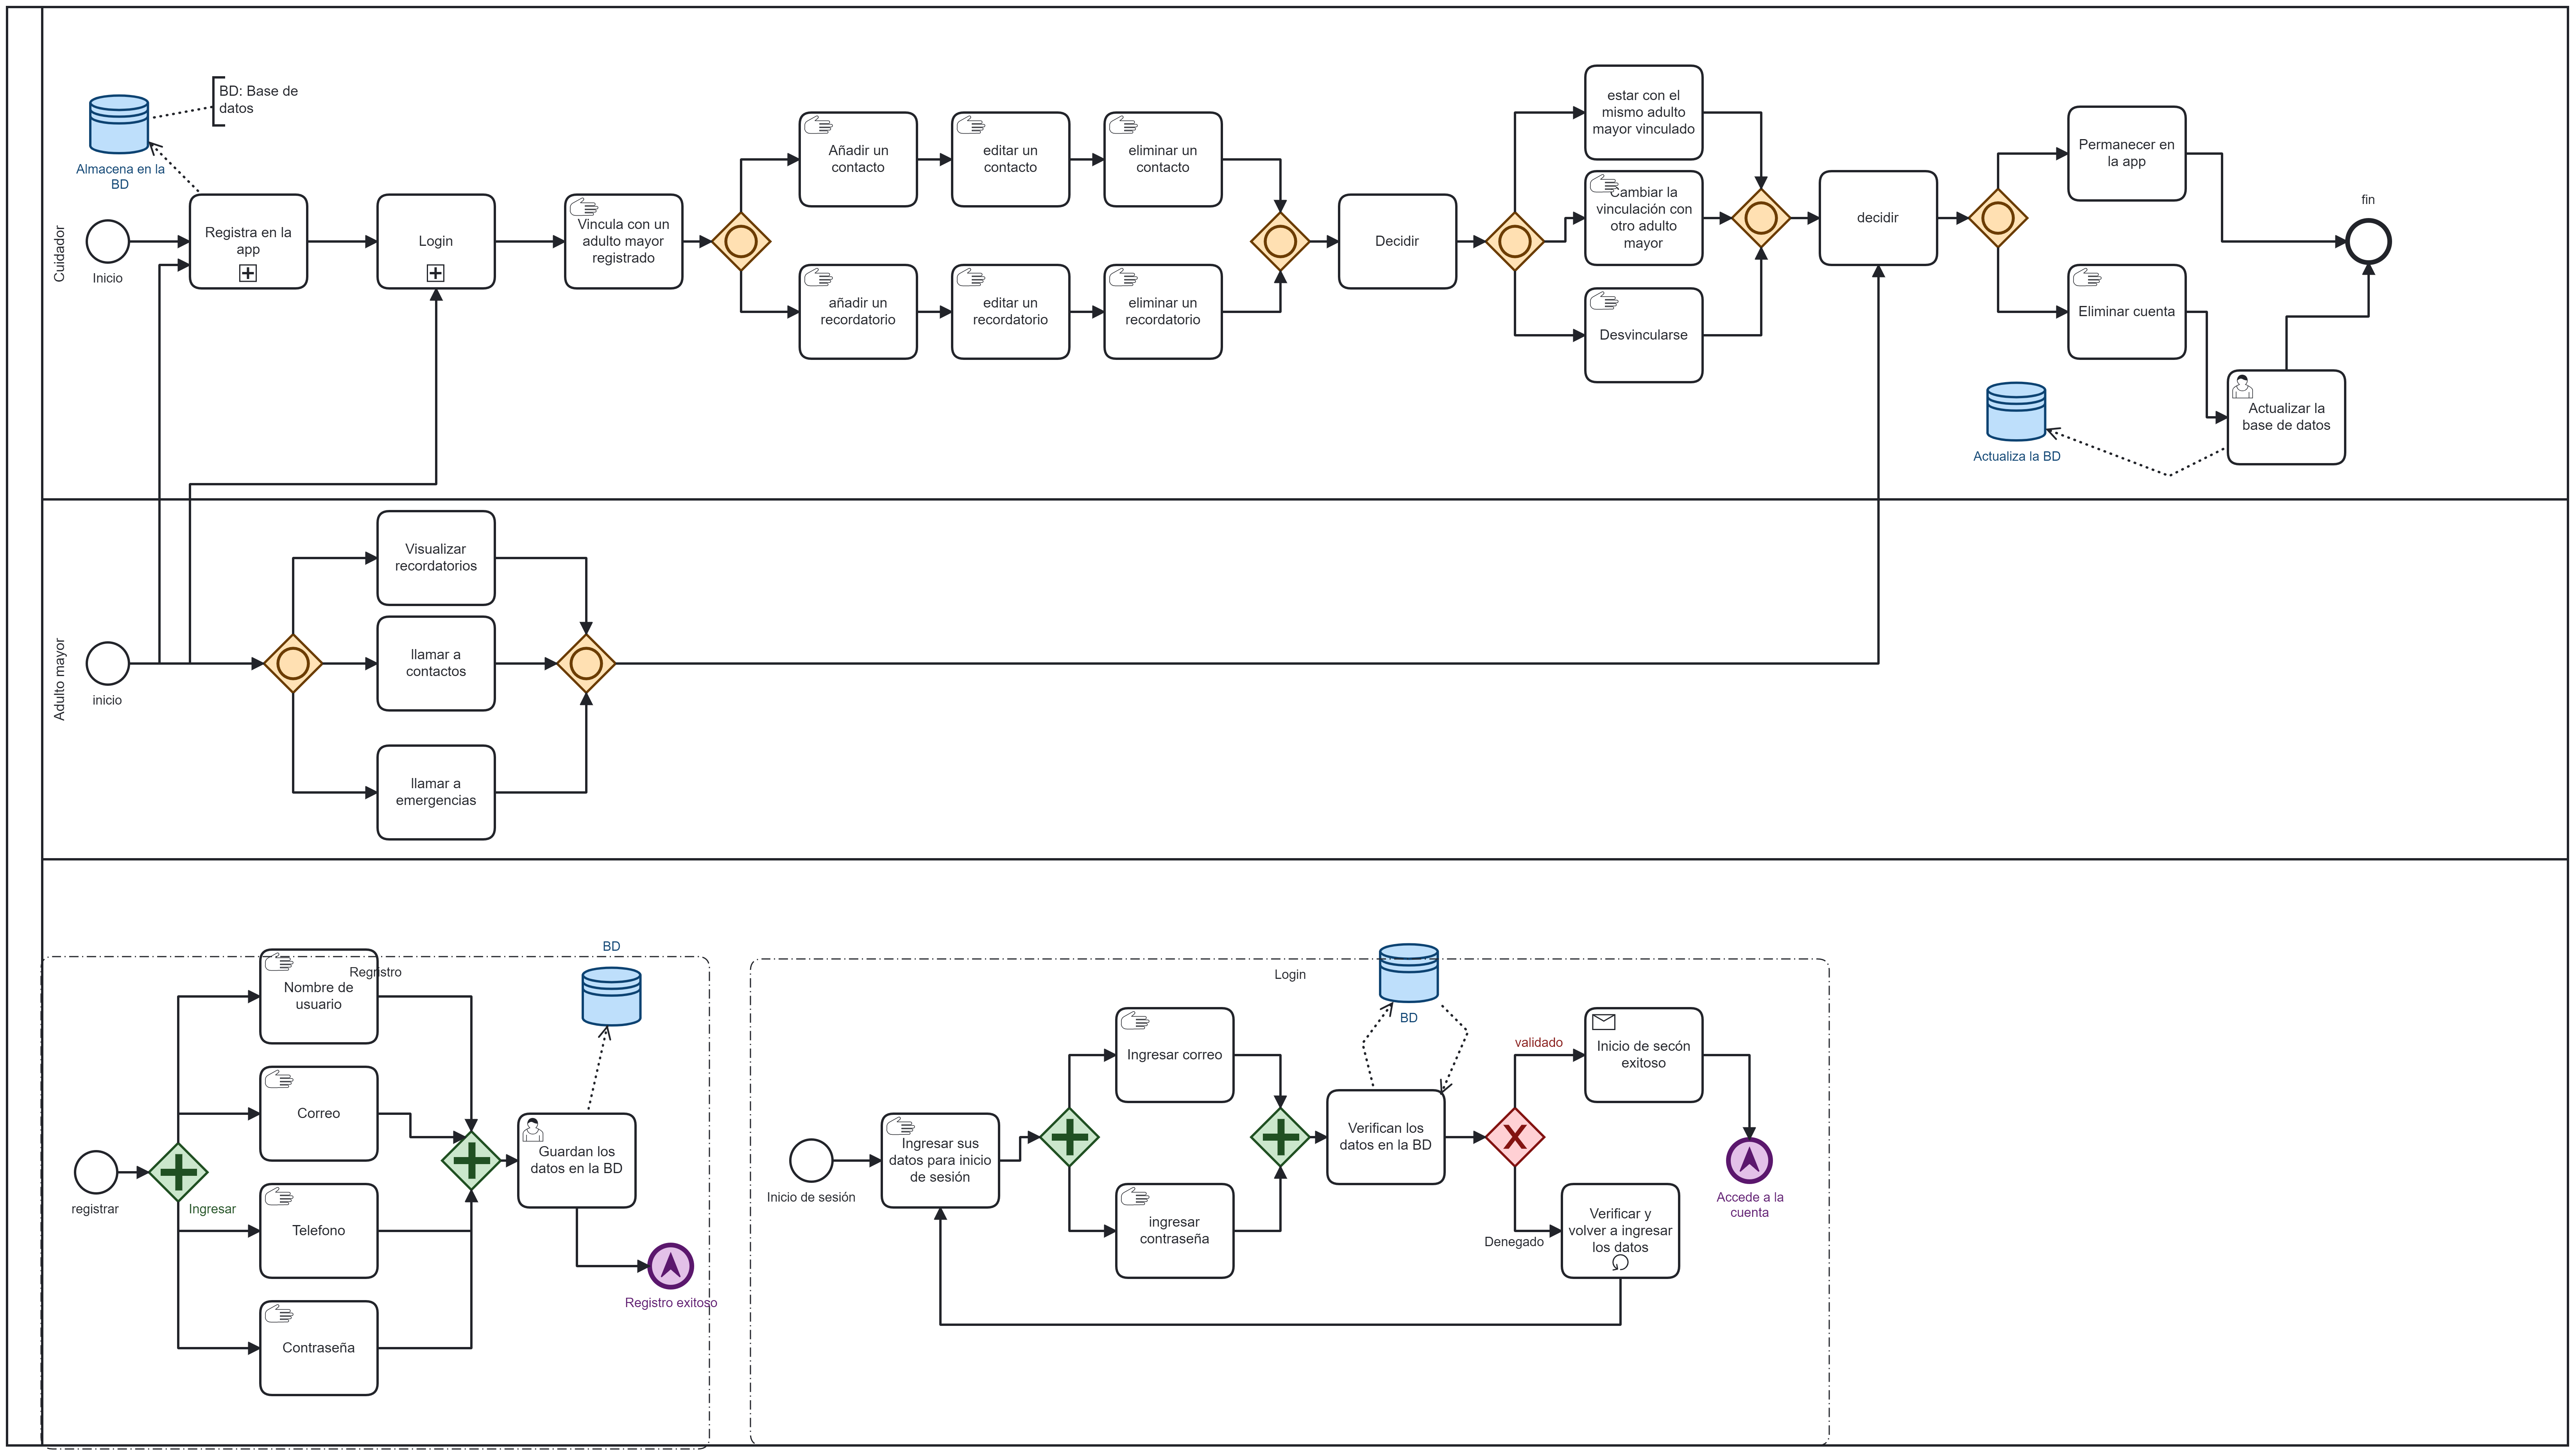 Cuidador
BD: Base de
datos
Almacena en la
BD
Inicio
Registra en la
app
Login
Vincula con un
adulto mayor
registrado
Añadir un
contacto
editar un
contacto
eliminar un
contacto
añadir un
recordatorio
editar un
recordatorio
eliminar un
recordatorio
Decidir
estar con el
mismo adulto
mayor vinculado
Cambiar la
vinculación con
otro adulto
mayor
Desvincularse
decidir
Permanecer en
la app
Eliminar cuenta
fin
Actualizar la
base de datos
Actualiza la BD
Adulto mayor
inicio
Visualizar
recordatorios
llamar a
contactos
llamar a
emergencias
Regristro
registrar
Ingresar
Nombre de
usuario
Correo
Telefono
Contraseña
BD
Guardan los
datos en la BD
Registro exitoso
Login
Inicio de sesión
Ingresar sus
datos para inicio
de sesión
Ingresar correo
ingresar
contraseña
BD
Verifican los
datos en la BD
validado
Denegado
Inicio de secón
exitoso
Verificar y
volver a ingresar
los datos
Accede a la
cuenta